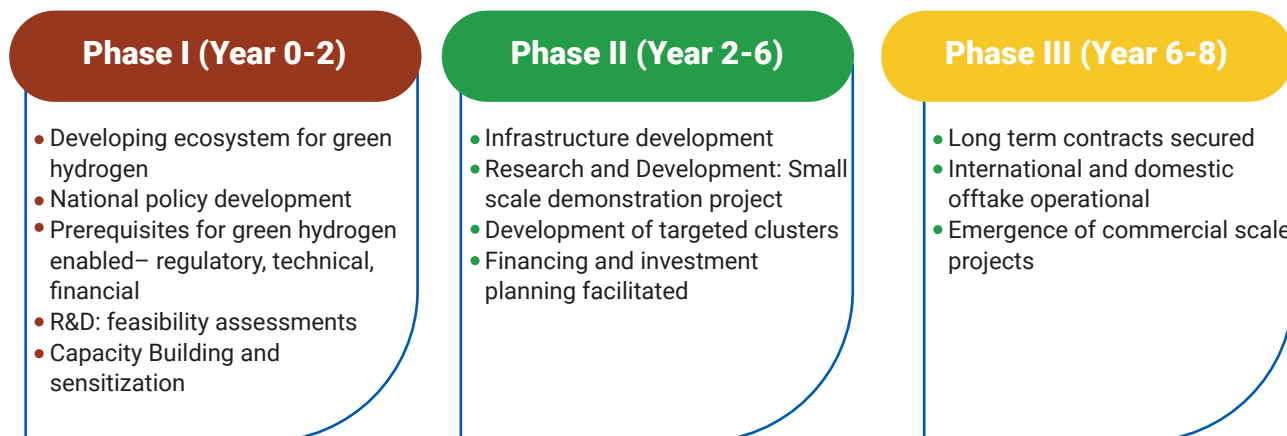 Phase I (Year 0-2)
• Developing ecosystem for green
hydrogen
• National policy development
• Prerequisites for green hydrogen
enabled– regulatory, technical,
financial
• R&D: feasibility assessments
• Capacity Building and
sensitization
Phase II (Year 2-6)
• Infrastructure development
• Research and Development: Small
scale demonstration project
• Development of targeted clusters
• Financing and investment
planning facilitated
Phase III (Year 6-8)
• Long term contracts secured
• International and domestic
offtake operational
• Emergence of commercial scale
projects